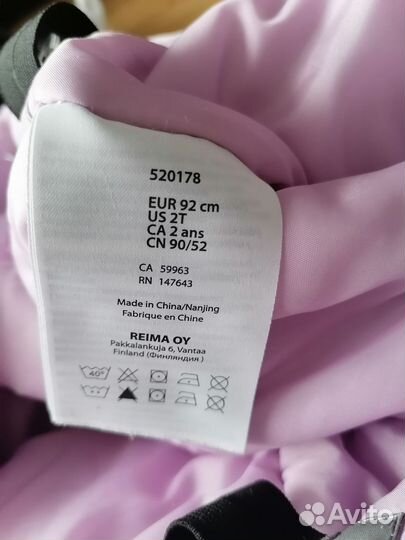 520178
EUR 92 cm
US 2T
CA 2 ans
CN 90/52
CA 59963
RN 147643
Made in China/Nanjing
Fabrique en Chine
REIMA OY
Pakkalankuja 6, Vantaa
Finland (Финляндия)
40°
Avito